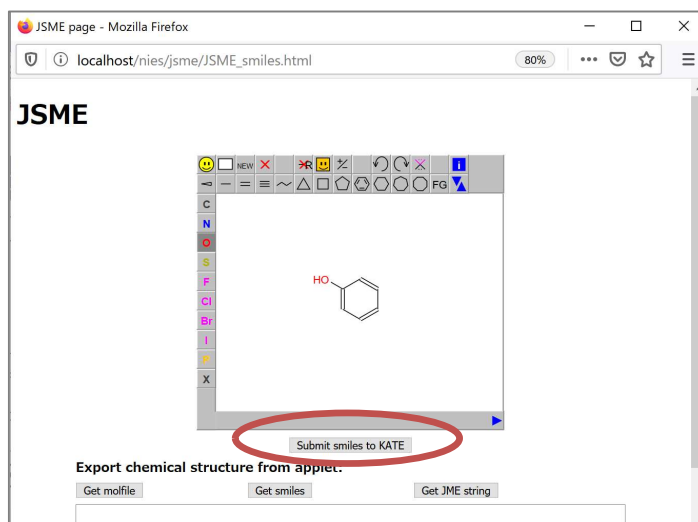 JSME page - Mozilla Firefox
localhost/nies/jsme/JSME_smiles.html 80%
JSME
NEW R +/-
FG
C
N
O
S
F
Cl
Br
I
P
X
i
HO
Submit smiles to KATE
Export chemical structure from applet:
Get molfile Get smiles Get JME string